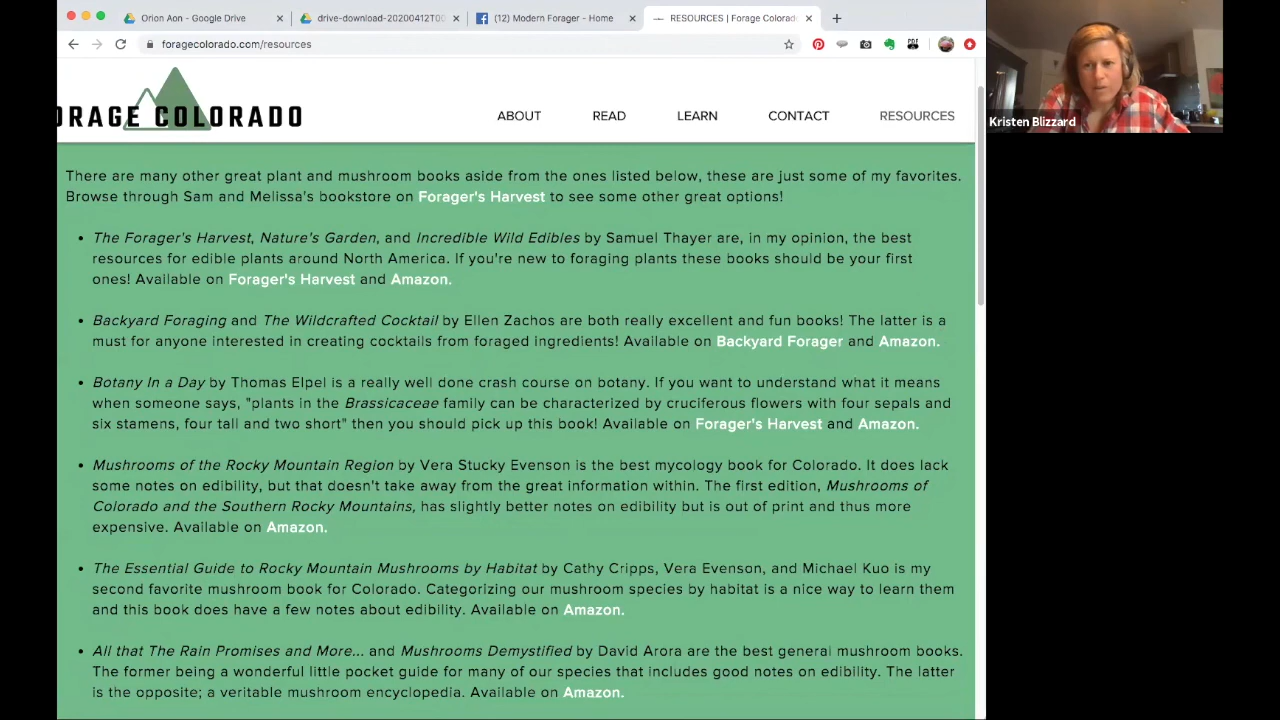 Orion Aon - Google Drive
drive-download-20200412T00
(12) Modern Forager - Home
RESOURCES | Forage Colorado
foragecolorado.com/resources
Kristen Blizzard
ORAGE COLORADO
ABOUT READ LEARN CONTACT RESOURCES
There are many other great plant and mushroom books aside from the ones listed below, these are just some of my favorites.
Browse through Sam and Melissa's bookstore on Forager's Harvest to see some other great options!
• The Forager's Harvest, Nature's Garden, and Incredible Wild Edibles by Samuel Thayer are, in my opinion, the best
resources for edible plants around North America. If you're new to foraging plants these books should be your first
ones! Available on Forager's Harvest and Amazon.
• Backyard Foraging and The Wildcrafted Cocktail by Ellen Zachos are both really excellent and fun books! The latter is a
must for anyone interested in creating cocktails from foraged ingredients! Available on Backyard Forager and Amazon.
• Botany In a Day by Thomas Elpel is a really well done crash course on botany. If you want to understand what it means
when someone says, "plants in the Brassicaceae family can be characterized by cruciferous flowers with four sepals and
six stamens, four tall and two short" then you should pick up this book! Available on Forager's Harvest and Amazon.
• Mushrooms of the Rocky Mountain Region by Vera Stucky Evenson is the best mycology book for Colorado. It does lack
some notes on edibility, but that doesn't take away from the great information within. The first edition, Mushrooms of
Colorado and the Southern Rocky Mountains, has slightly better notes on edibility but is out of print and thus more
expensive. Available on Amazon.
• The Essential Guide to Rocky Mountain Mushrooms by Habitat by Cathy Cripps, Vera Evenson, and Michael Kuo is my
second favorite mushroom book for Colorado. Categorizing our mushroom species by habitat is a nice way to learn them
and this book does have a few notes about edibility. Available on Amazon.
• All that The Rain Promises and More... and Mushrooms Demystified by David Arora are the best general mushroom books.
The former being a wonderful little pocket guide for many of our species that includes good notes on edibility. The latter
is the opposite; a veritable mushroom encyclopedia. Available on Amazon.